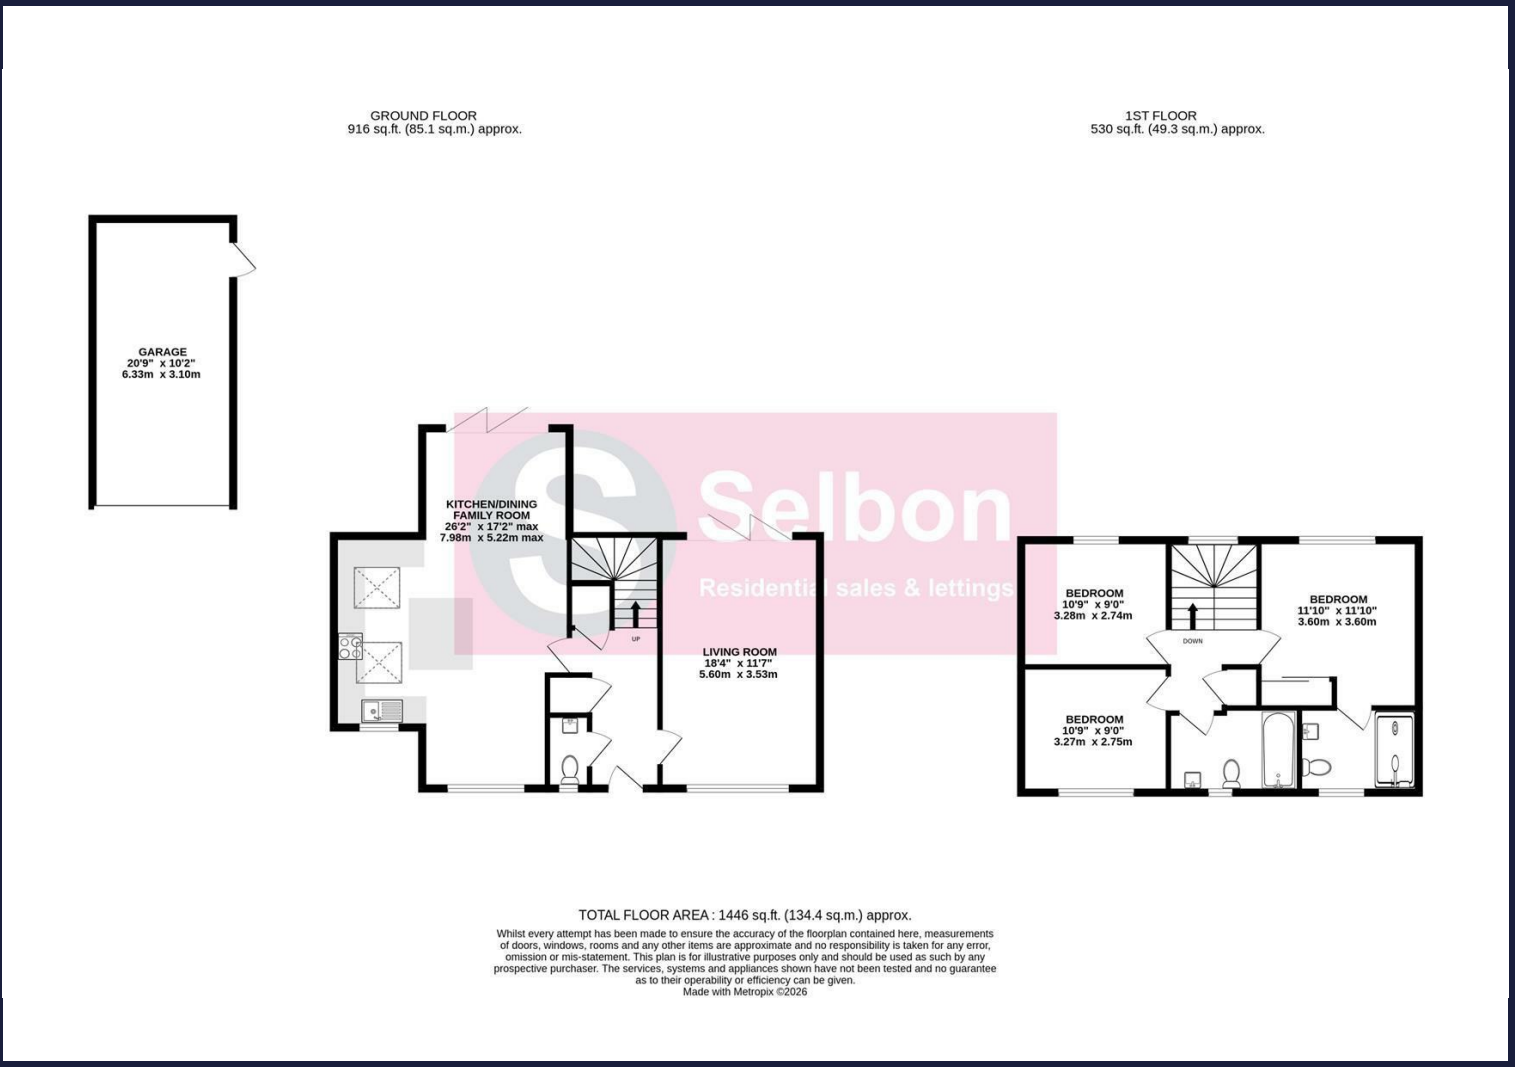 GROUND FLOOR
916 sq.ft. (85.1 sq.m.) approx.
1ST FLOOR
530 sq.ft. (49.3 sq.m.) approx.
GARAGE
20'9" x 10'2"
6.33m x 3.10m
KITCHEN/DINING
FAMILY ROOM
26'2" x 17'2" max
7.98m x 5.22m max
UP
LIVING ROOM
18'4" x 11'7"
5.60m x 3.53m
S Selbon
Residential sales & lettings
BEDROOM
10'9" x 9'0"
3.28m x 2.74m
DOWN
BEDROOM
11'10" x 11'10"
3.60m x 3.60m
BEDROOM
10'9" x 9'0"
3.27m x 2.75m
TOTAL FLOOR AREA : 1446 sq.ft. (134.4 sq.m.) approx.
Whilst every attempt has been made to ensure the accuracy of the floorplan contained here, measurements
of doors, windows, rooms and any other items are approximate and no responsibility is taken for any error,
omission or mis-statement. This plan is for illustrative purposes only and should be used as such by any
prospective purchaser. The services, systems and appliances shown have not been tested and no guarantee
as to their operability or efficiency can be given.
Made with Metropix ©2026